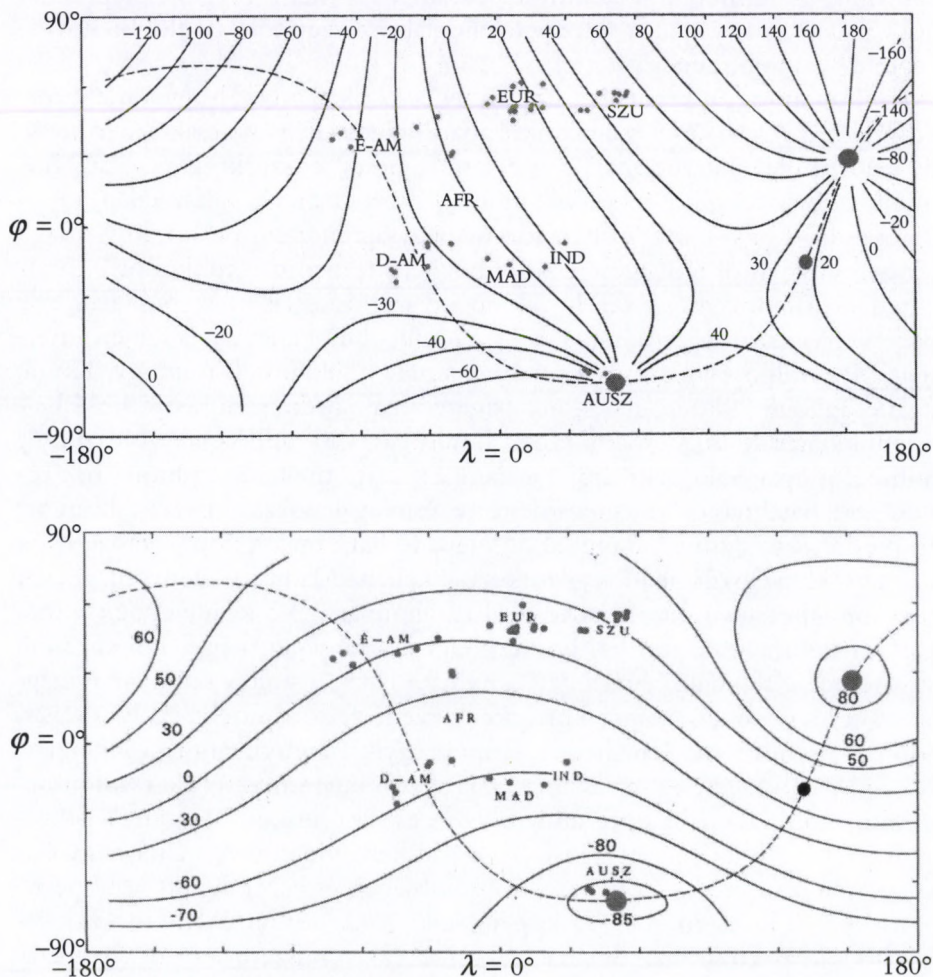 90°
-120 100 -80 -60 -40 -20 0 20 40 60 80 100 120 140 160 180 -160
EUR
SZU
-140
E-AM
-80
AFR
-20
φ = 0°
D-AM
MAD
IND
30
20
0
-30
-20
-40
40
0
-60
AUSZ
-90°
-180°
λ = 0°
180°
90°
60
EUR
SZU
E-AM
50
80
30
AFR
60
φ = 0°
50
0
D-AM
IND
MAD
-30
-80
-60
AUSZ
-70
-85
-90°
-180°
λ = 0°
180°